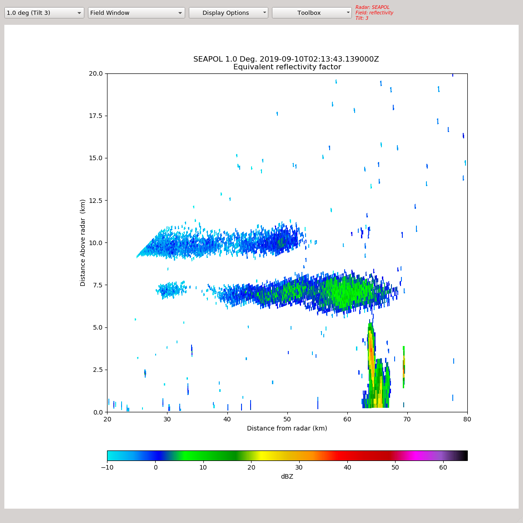 1.0 deg (Tilt 3)
Field Window
Display Options
Toolbox
Radar: SEAPOL
Field: reflectivity
Tilt: 3
SEAPOL 1.0 Deg. 2019-09-10T02:13:43.139000Z
Equivalent reflectivity factor
20.0
17.5
15.0
12.5
10.0
7.5
5.0
2.5
0.0
Distance Above radar (km)
20 30 40 50 60 70 80
Distance from radar (km)
−10 0 10 20 30 40 50 60
dBZ